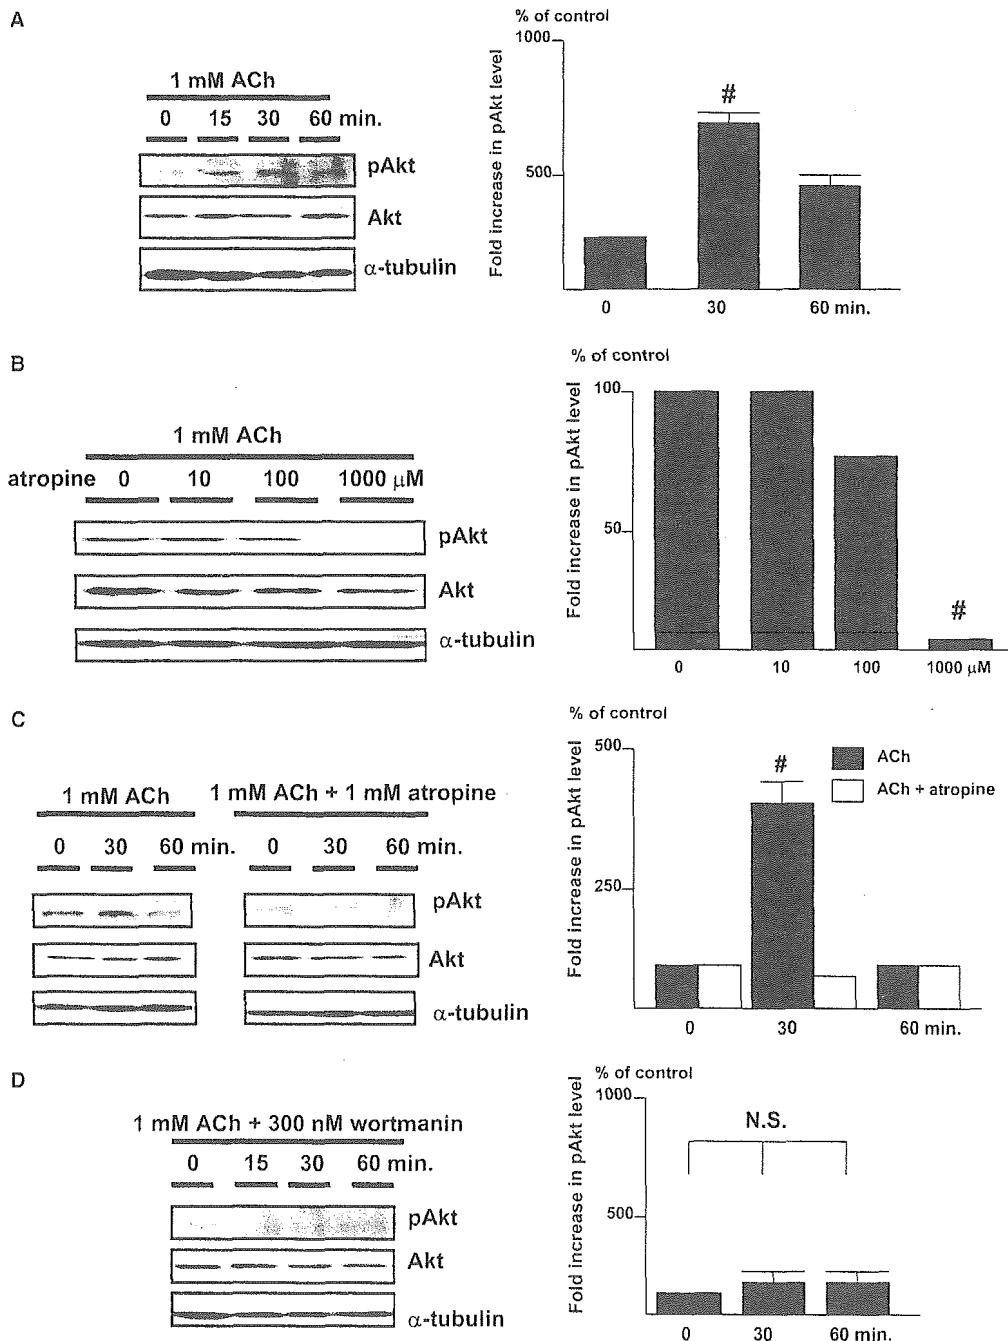 A
1 mM ACh
0 15 30 60 min.
pAkt
Akt
α-tubulin
% of control
Fold increase in pAkt level
1000
500
#
0 30 60 min.
B
1 mM ACh
atropine 0 10 100 1000 μM
pAkt
Akt
α-tubulin
% of control
Fold increase in pAkt level
100
50
#
0 10 100 1000 μM
C
1 mM ACh
0 30 60 min.
1 mM ACh + 1 mM atropine
0 30 60 min.
pAkt
Akt
α-tubulin
% of control
Fold increase in pAkt level
500
250
#
ACh
ACh + atropine
0 30 60 min.
D
1 mM ACh + 300 nM wortmanin
0 15 30 60 min.
pAkt
Akt
α-tubulin
% of control
Fold increase in pAkt level
1000
500
N.S.
0 30 60 min.